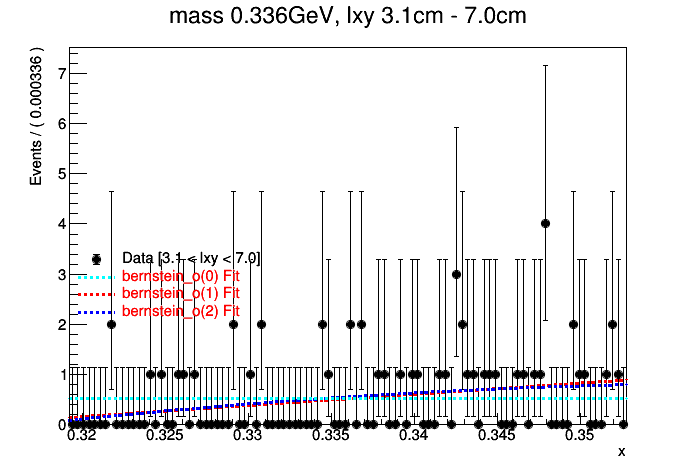 mass 0.336GeV, lxy 3.1cm - 7.0cm
Events / ( 0.000336 )
7
6
5
4
3
2
1
0
Data [3.1 < lxy < 7.0]
bernstein_o(0) Fit
bernstein_o(1) Fit
bernstein_o(2) Fit
0.32 0.325 0.33 0.335 0.34 0.345 0.35
x